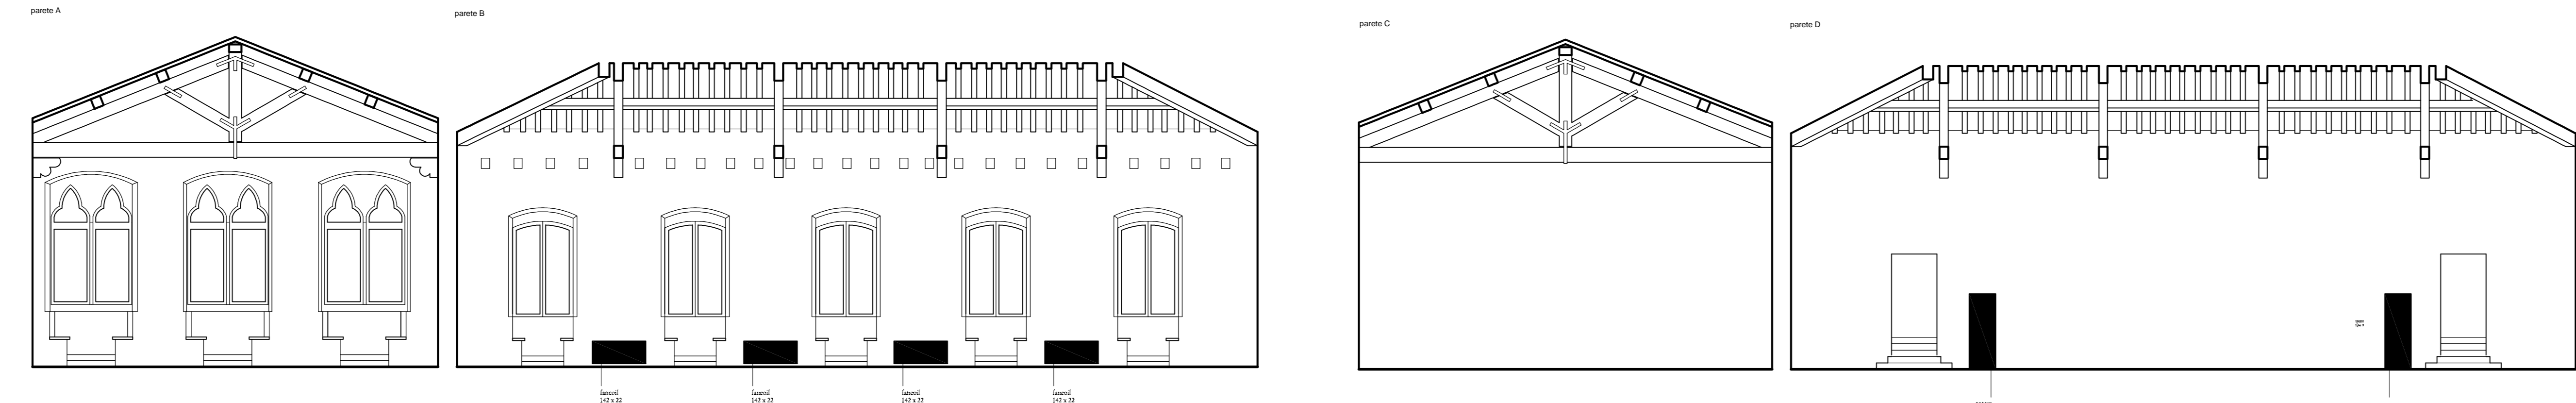 parete A
parete B
parete C
parete D
fancoil
142 x 22
fancoil
142 x 22
fancoil
142 x 22
fancoil
142 x 22